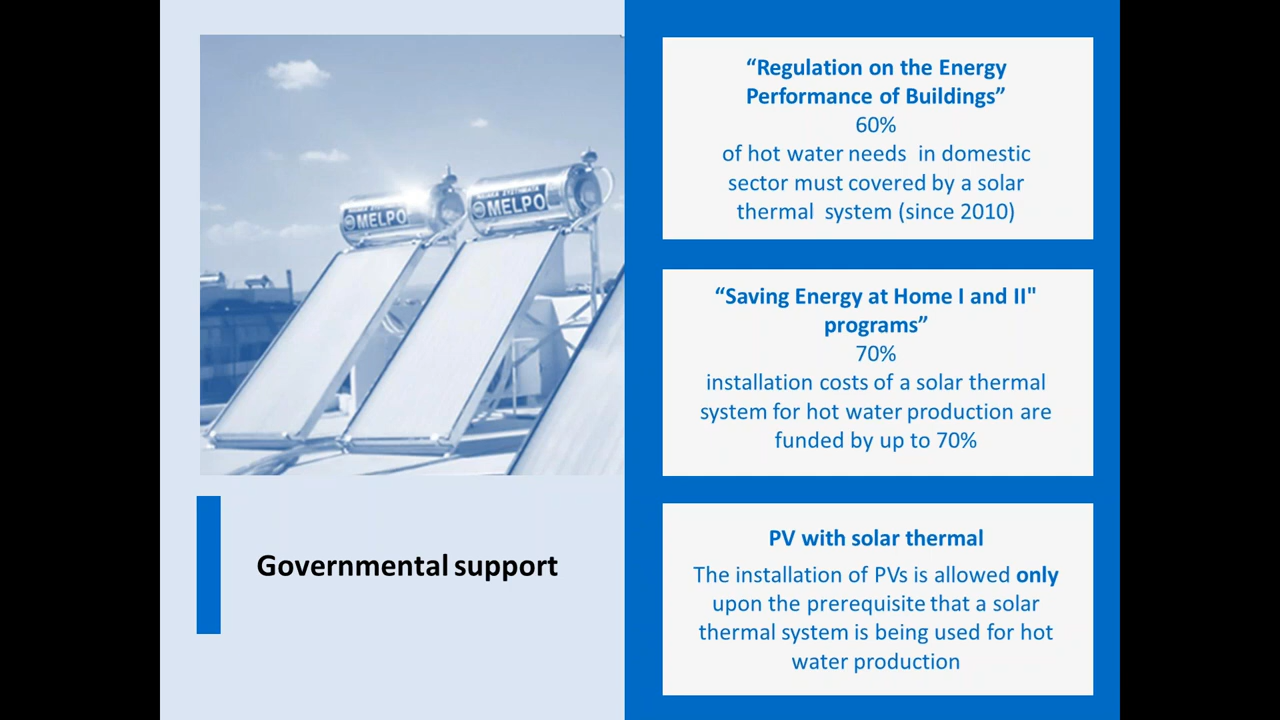 MELPO
MELPO
Governmental support
“Regulation on the Energy
Performance of Buildings”
60%
of hot water needs in domestic
sector must covered by a solar
thermal system (since 2010)
“Saving Energy at Home I and II"
programs”
70%
installation costs of a solar thermal
system for hot water production are
funded by up to 70%
PV with solar thermal
The installation of PVs is allowed only
upon the prerequisite that a solar
thermal system is being used for hot
water production